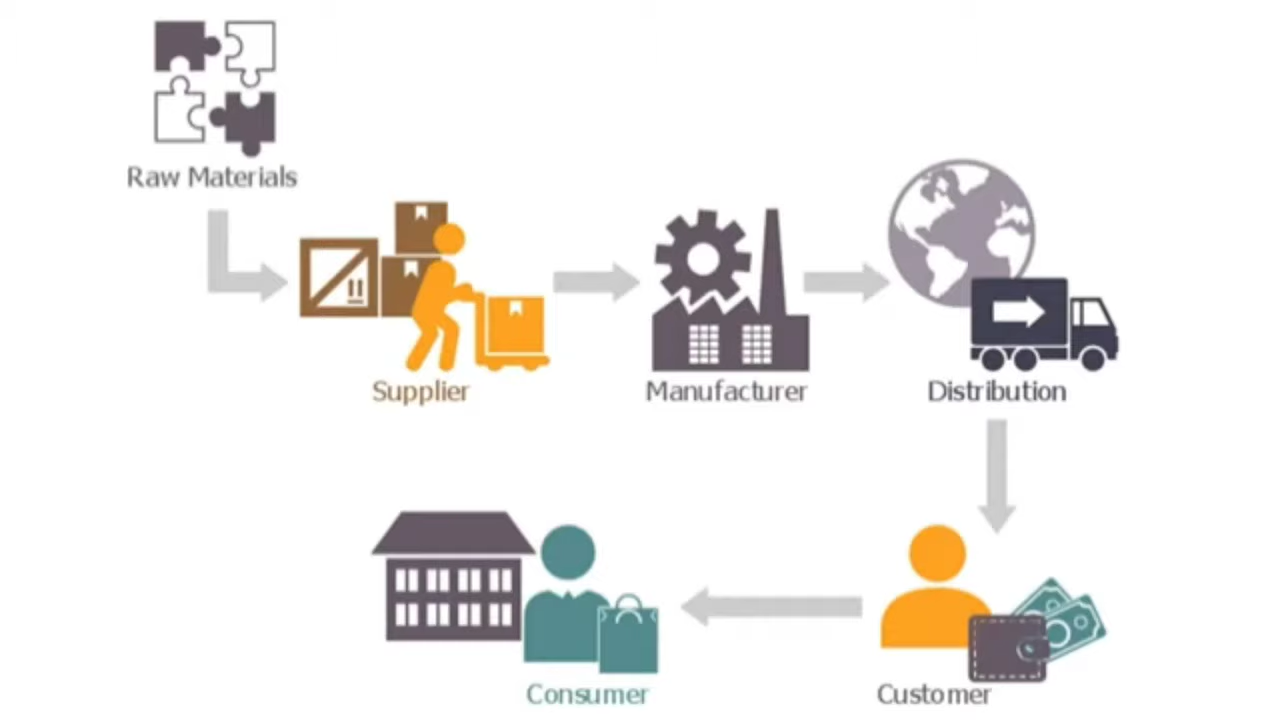 Raw Materials
Supplier
Manufacturer
Distribution
Consumer
Customer